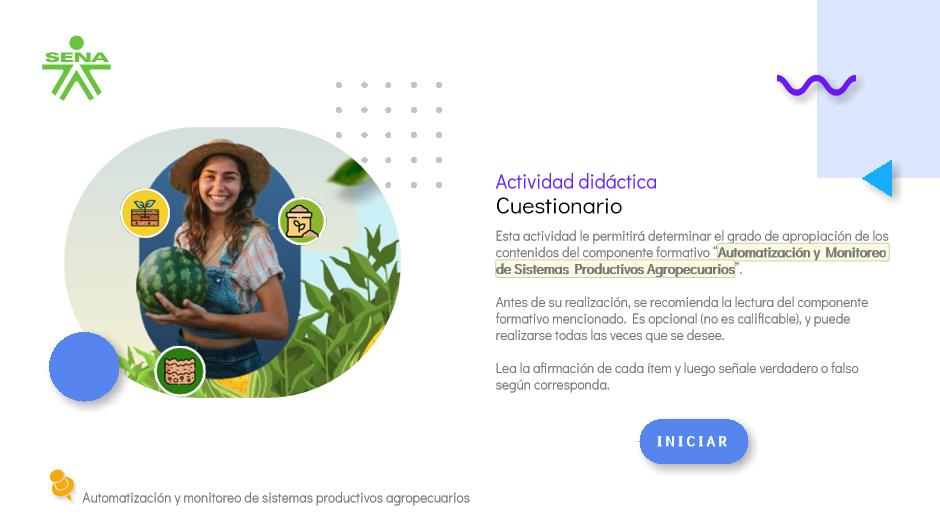 SENA
Actividad didáctica
Cuestionario
Esta actividad le permitirá determinar el grado de apropiación de los
contenidos del componente formativo "Automatización y Monitoreo
de Sistemas Productivos Agropecuarios".
Antes de su realización, se recomienda la lectura del componente
formativo mencionado. Es opcional (no es calificable), y puede
realizarse todas las veces que se desee.
Lea la afirmación de cada ítem y luego señale verdadero o falso
según corresponda.
INICIAR
Automatización y monitoreo de sistemas productivos agropecuarios